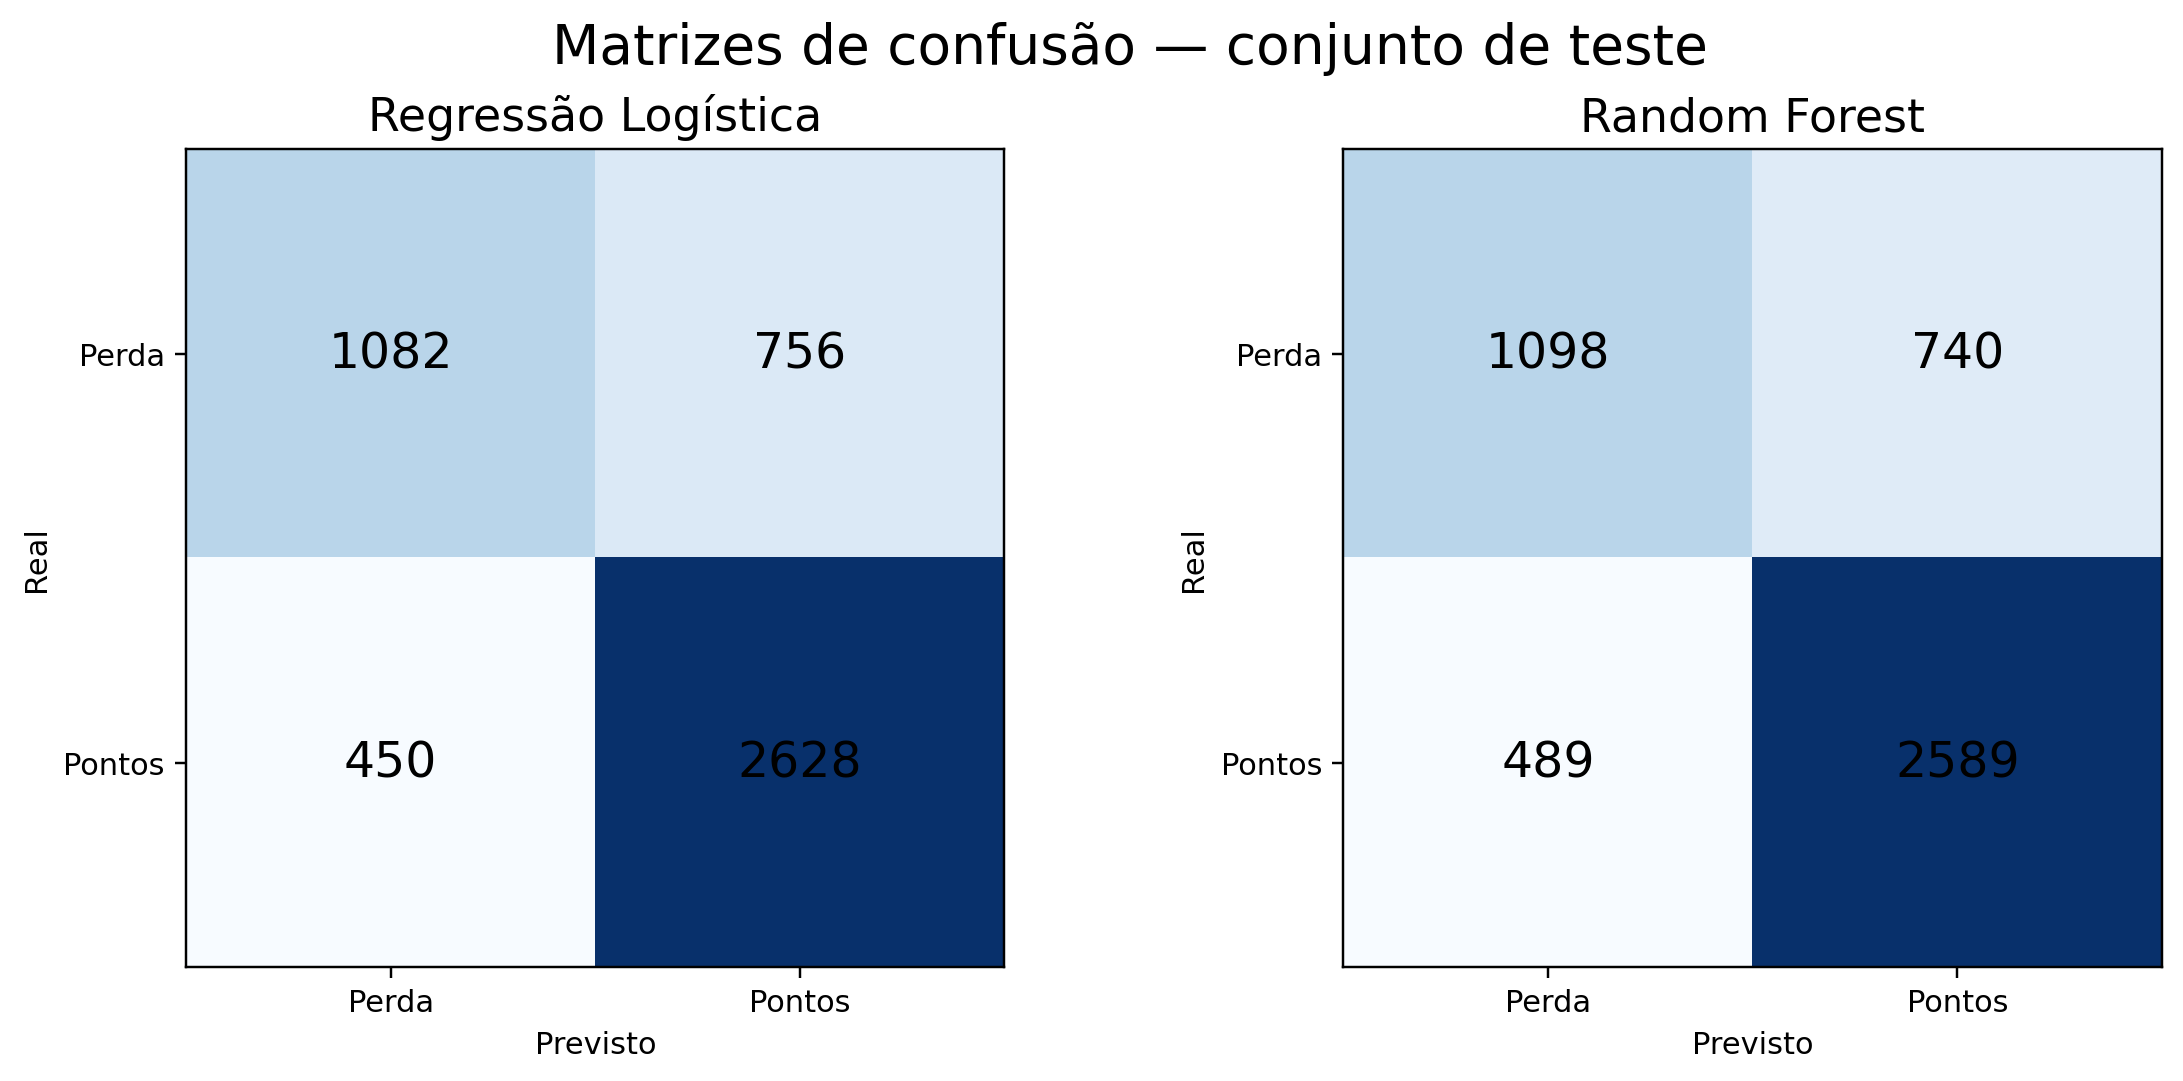 Matrizes de confusão — conjunto de teste
Regressão Logística
Perda
1082
756
Real
Pontos
450
2628
Perda
Pontos
Previsto
Random Forest
Perda
1098
740
Real
Pontos
489
2589
Perda
Pontos
Previsto